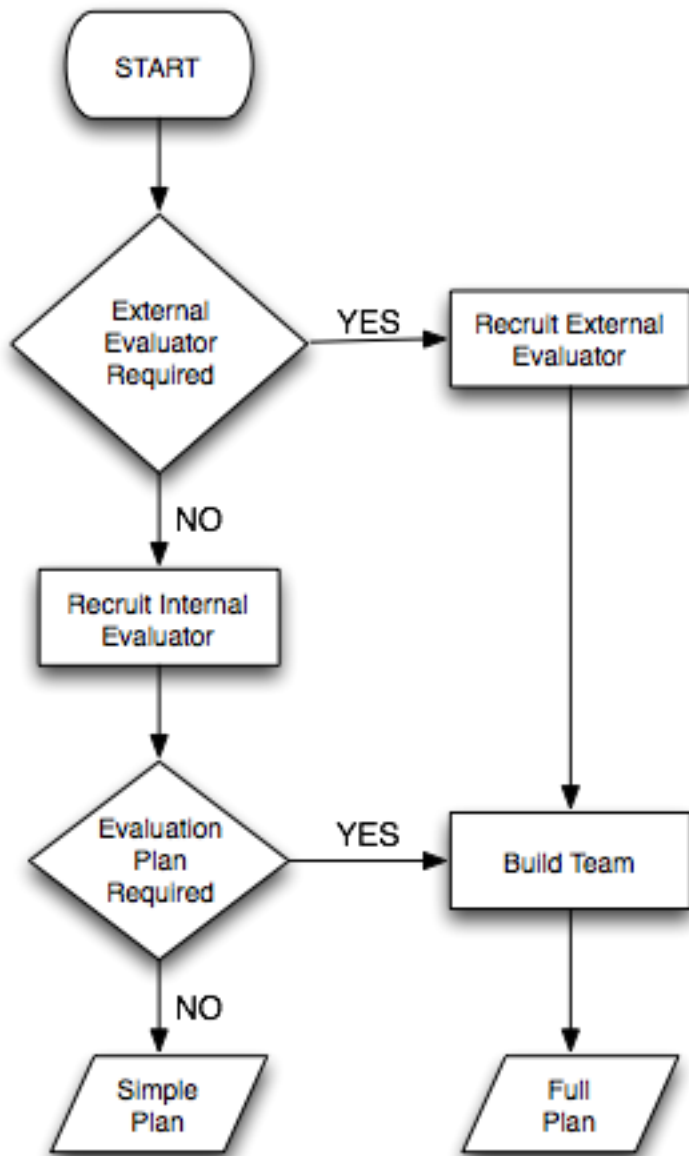 START
External
Evaluator
Required
YES
Recruit External
Evaluator
NO
Recruit Internal
Evaluator
Evaluation
Plan
Required
YES
Build Team
NO
Simple
Plan
Full
Plan